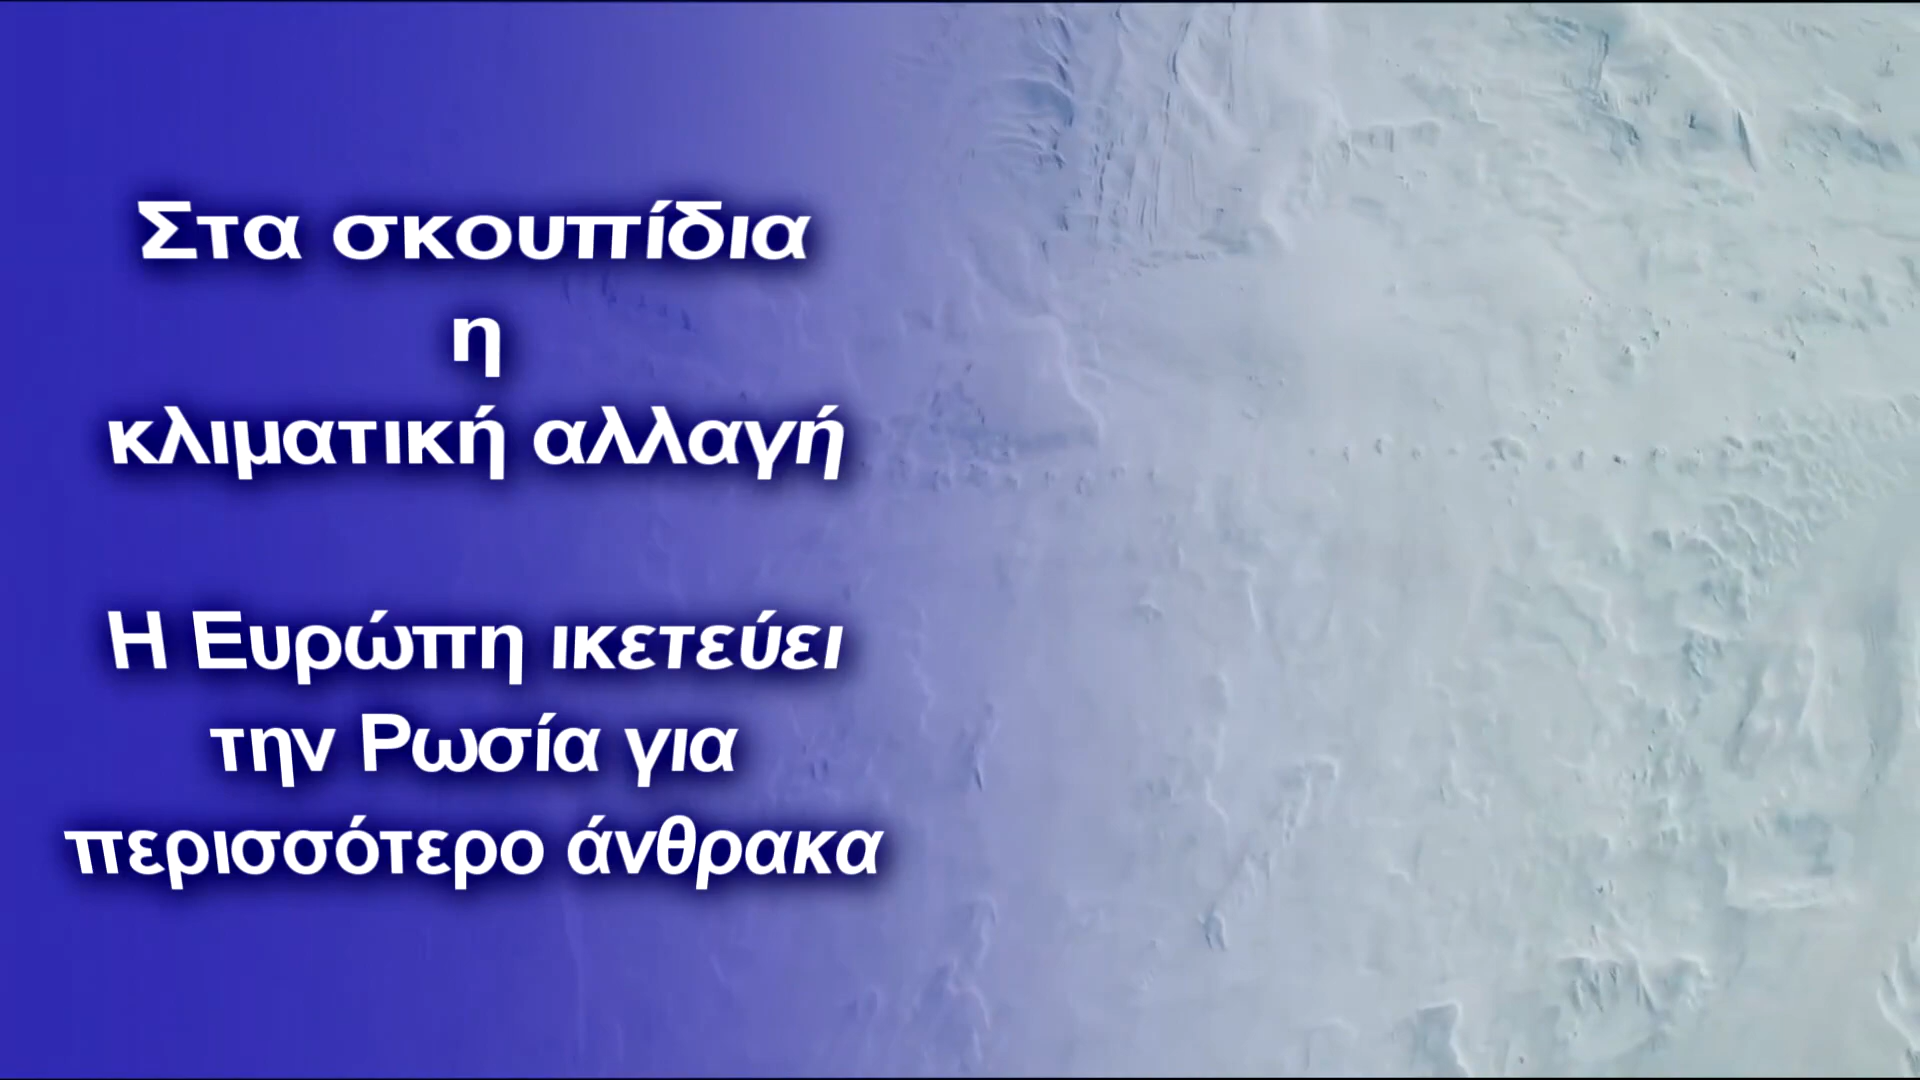 Στα σκουπίδια
η
κλιματική αλλαγή
Η Ευρώπη ικετεύει
την Ρωσία για
περισσότερο άνθρακα